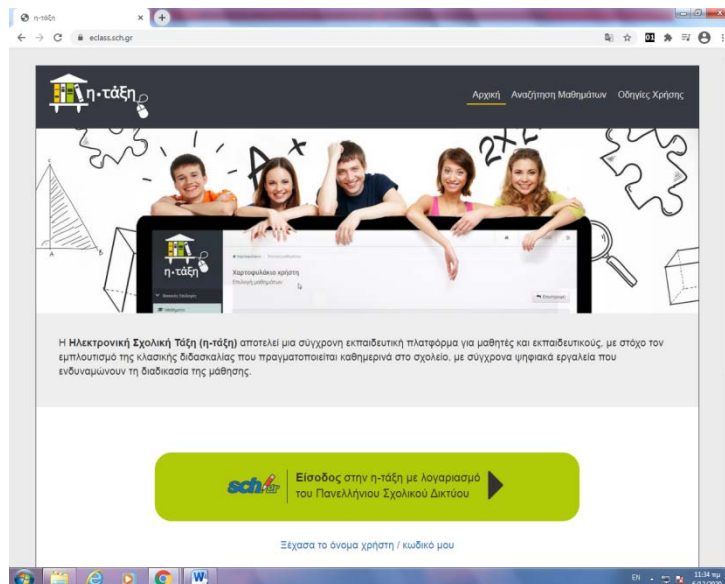 η-τάξη
eclass.sch.gr
η·τάξη
Αρχική Αναζήτηση Μαθημάτων Οδηγίες Χρήσης
A+ x
2x2
η·τάξη
Χαρτοφυλάκιο χρήστη
Επιλογή μαθημάτων
Η Ηλεκτρονική Σχολική Τάξη (η-τάξη) αποτελεί μια σύγχρονη εκπαιδευτική πλατφόρμα για μαθητές και εκπαιδευτικούς, με στόχο τον
εμπλουτισμό της κλασικής διδασκαλίας που πραγματοποιείται καθημερινά στο σχολείο, με σύγχρονα ψηφιακά εργαλεία που
ενδυναμώνουν τη διαδικασία της μάθησης.
sch.gr
Είσοδος στην η-τάξη με λογαριασμό
του Πανελλήνιου Σχολικού Δικτύου
Ξέχασα το όνομα χρήστη / κωδικό μου
EN
11:34 πμ